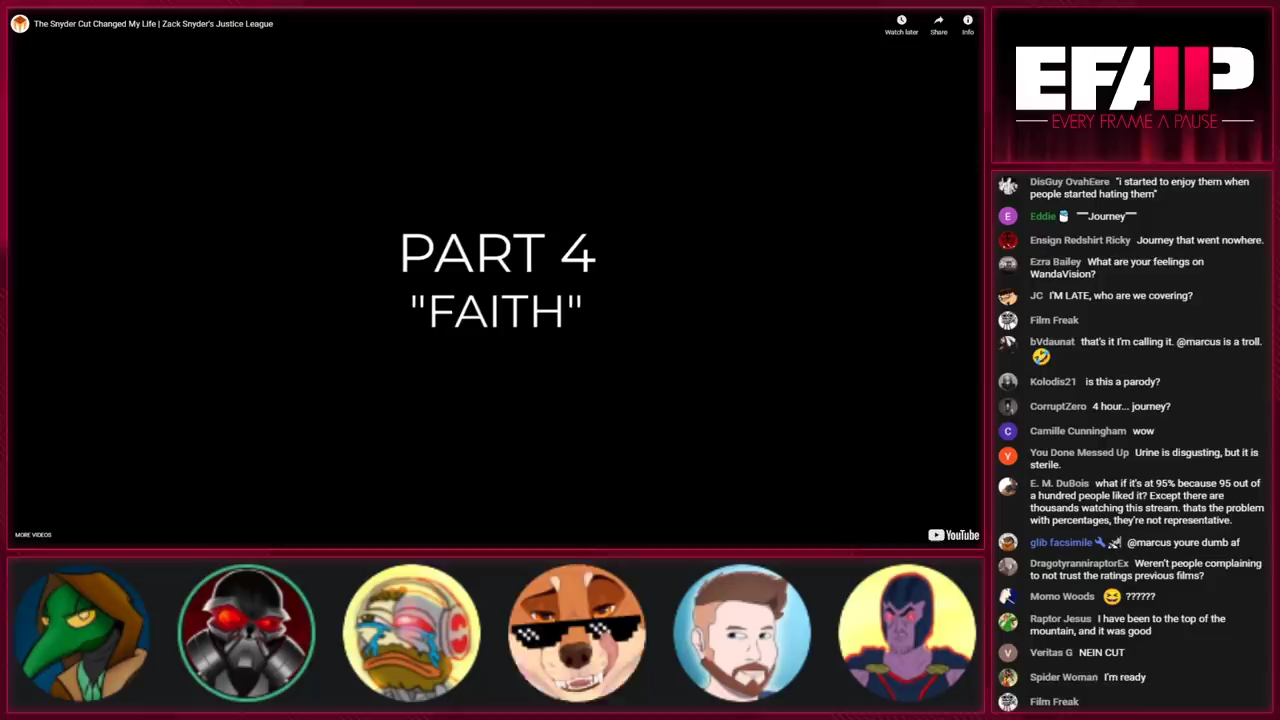 The Snyder Cut Changed My Life | Zack Snyder's Justice League
Watch later
Share
Info
PART 4
"FAITH"
MORE VIDEOS
YouTube
EFAP
EVERY FRAME A PAUSE
DisGuy OvahEere "i started to enjoy them when
people started hating them"
E
Eddie """Journey"""
Ensign Redshirt Ricky Journey that went nowhere.
Ezra Bailey What are your feelings on
WandaVision?
JC I'M LATE, who are we covering?
Film Freak
bVdaunat that's it I'm calling it. @marcus is a troll.
🤣
Kolodis21 is this a parody?
CorruptZero 4 hour... journey?
C
Camille Cunningham wow
Y
You Done Messed Up Urine is disgusting, but it is
sterile.
E. M. DuBois what if it's at 95% because 95 out of
a hundred people liked it? Except there are
thousands watching this stream. thats the problem
with percentages, they're not representative.
glib facsimile @marcus youre dumb af
DragotyranniraptorEx Weren't people complaining
to not trust the ratings previous films?
Momo Woods 😆 ??????
Raptor Jesus I have been to the top of the
mountain, and it was good
V
Veritas G NEIN CUT
Spider Woman I'm ready
Film Freak